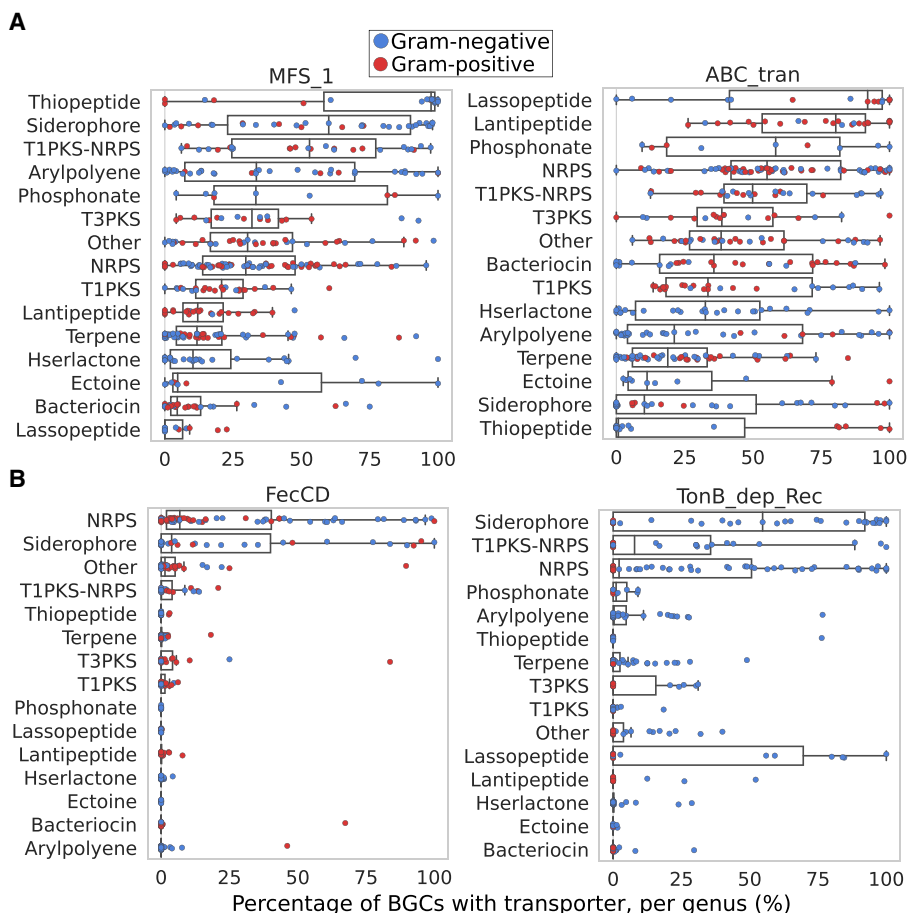 A
Gram-negative
Gram-positive
MFS_1
Thiopeptide
Siderophore
T1PKS-NRPS
Arylpolyene
Phosphonate
T3PKS
Other
NRPS
T1PKS
Lantipeptide
Terpene
Hserlactone
Ectoine
Bacteriocin
Lassopeptide
0 25 50 75 100
ABC_tran
Lassopeptide
Lantipeptide
Phosphonate
NRPS
T1PKS-NRPS
T3PKS
Other
Bacteriocin
T1PKS
Hserlactone
Arylpolyene
Terpene
Ectoine
Siderophore
Thiopeptide
0 25 50 75 100
B
FecCD
NRPS
Siderophore
Other
T1PKS-NRPS
Thiopeptide
Terpene
T3PKS
T1PKS
Phosphonate
Lassopeptide
Lantipeptide
Hserlactone
Ectoine
Bacteriocin
Arylpolyene
0 25 50 75 100
TonB_dep_Rec
Siderophore
T1PKS-NRPS
NRPS
Phosphonate
Arylpolyene
Thiopeptide
Terpene
T3PKS
T1PKS
Other
Lassopeptide
Lantipeptide
Hserlactone
Ectoine
Bacteriocin
0 25 50 75 100
Percentage of BGCs with transporter, per genus (%)